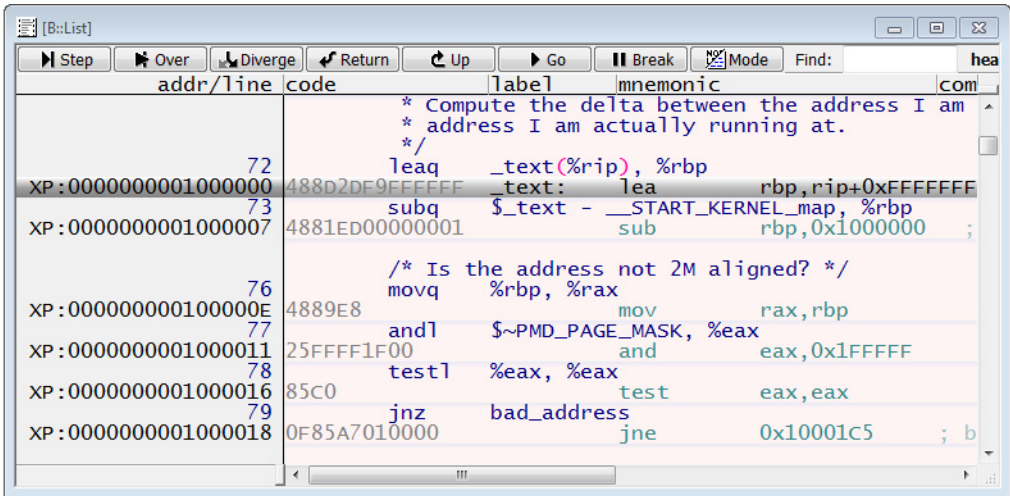 [B::List]
Step Over Diverge Return Up Go Break Mode Find: hea
addr/line code label mnemonic com
* Compute the delta between the address I am
* address I am actually running at.
*/
72 leaq _text(%rip), %rbp
XP:0000000001000000 488D2DF9FFFFFF _text: lea rbp,rip+0xFFFFFFF
73 subq $_text - __START_KERNEL_map, %rbp
XP:0000000001000007 4881ED00000001 sub rbp,0x1000000 ;
/* Is the address not 2M aligned? */
76 movq %rbp, %rax
XP:000000000100000E 4889E8 mov rax,rbp
77 andl $~PMD_PAGE_MASK, %eax
XP:0000000001000011 25FFFF1F00 and eax,0x1FFFFF
78 testl %eax, %eax
XP:0000000001000016 85C0 test eax,eax
79 jnz bad_address
XP:0000000001000018 0F85A7010000 jne 0x10001C5 ; b